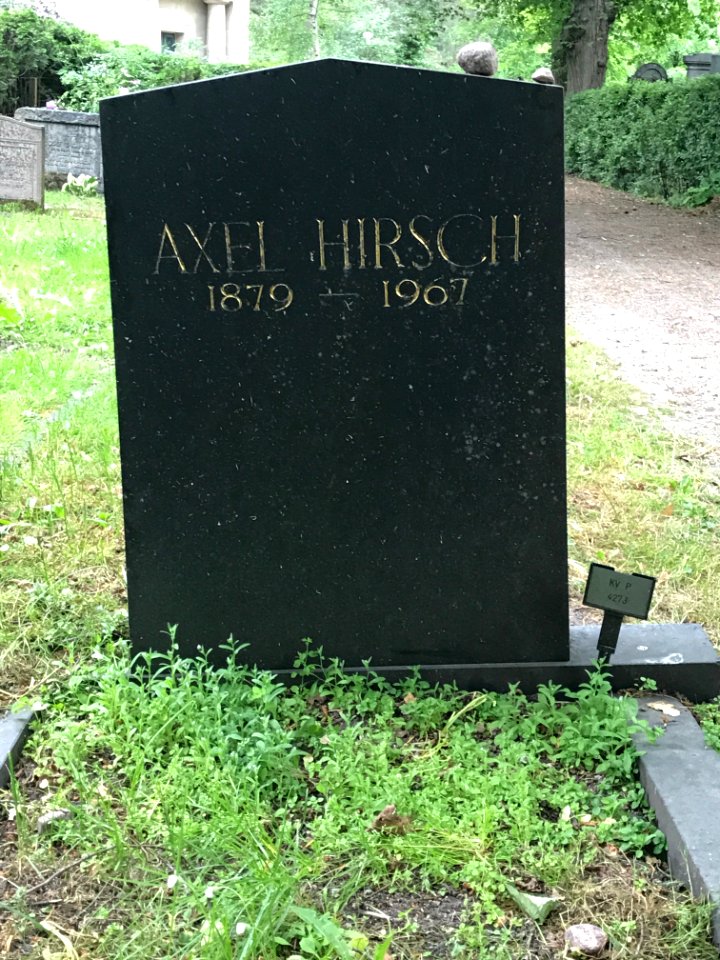 AXEL HIRSCH
1879 – 1967
KV P
4273